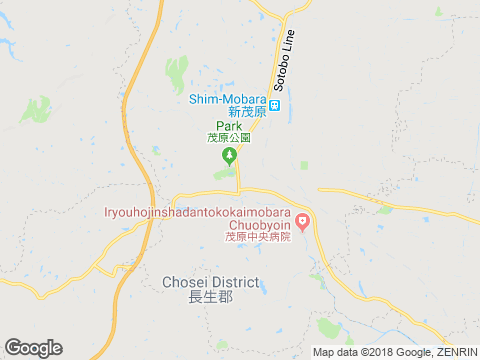 Sotobo Line
Shim-Mobara
新茂原
Park
茂原公園
Iryouhojinshadantokokaimobara
Chuobyoin
茂原中央病院
Chosei District
長生郡
Google
Map data ©2018 Google, ZENRIN